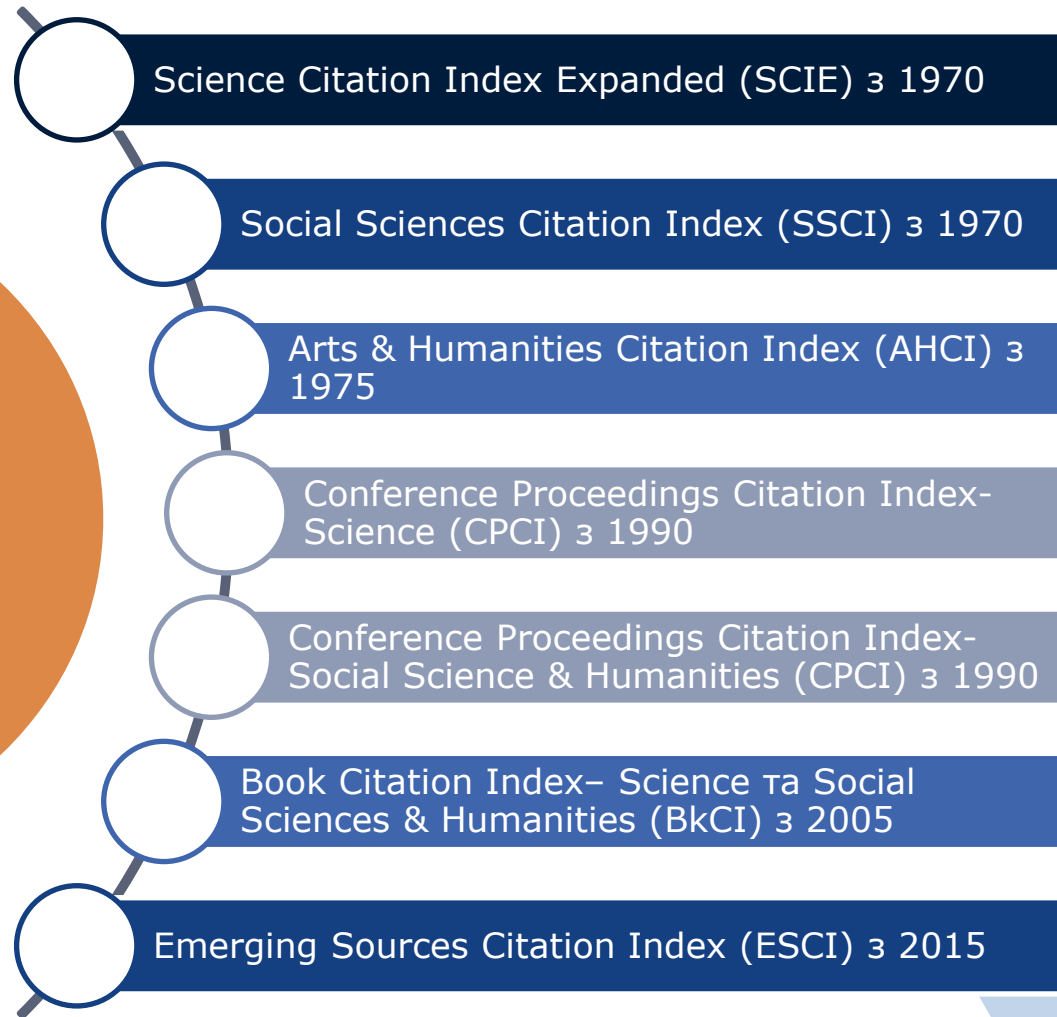 Science Citation Index Expanded (SCIE) з 1970
Social Sciences Citation Index (SSCI) з 1970
Arts & Humanities Citation Index (AHCI) з
1975
Conference Proceedings Citation Index-
Science (CPCI) з 1990
Conference Proceedings Citation Index-
Social Science & Humanities (CPCI) з 1990
Book Citation Index– Science та Social
Sciences & Humanities (BkCI) з 2005
Emerging Sources Citation Index (ESCI) з 2015